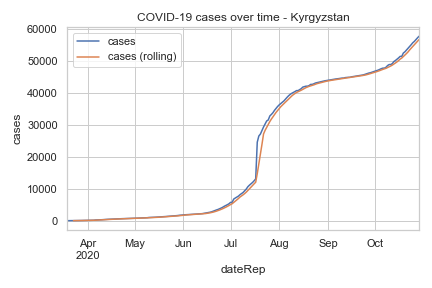 COVID-19 cases over time - Kyrgyzstan
cases
cases (rolling)
60000
50000
40000
30000
20000
10000
0
cases
Apr
2020
May
Jun
Jul
Aug
Sep
Oct
dateRep